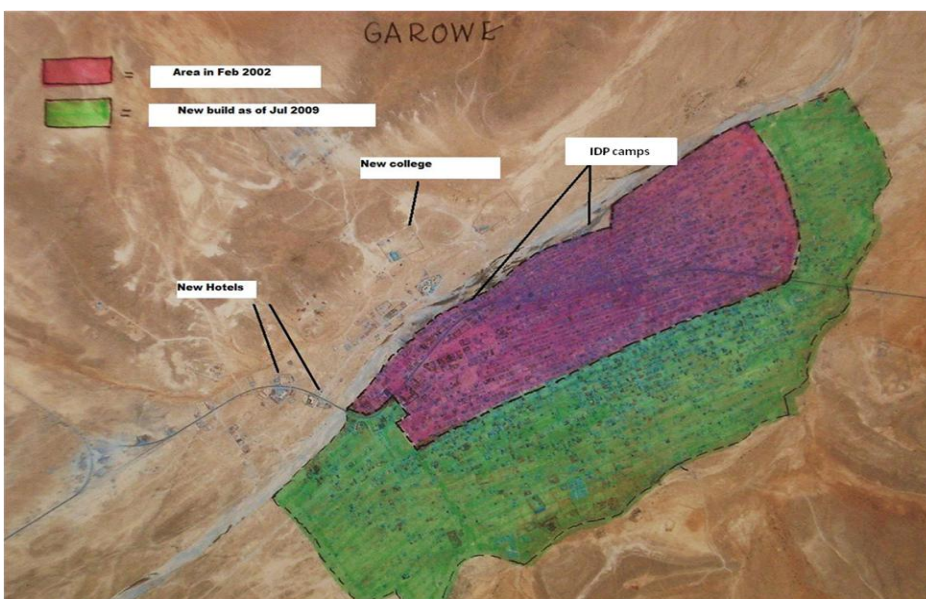 GAROWE
= Area in Feb 2002
= New build as of Jul 2009
New college
IDP camps
New Hotels